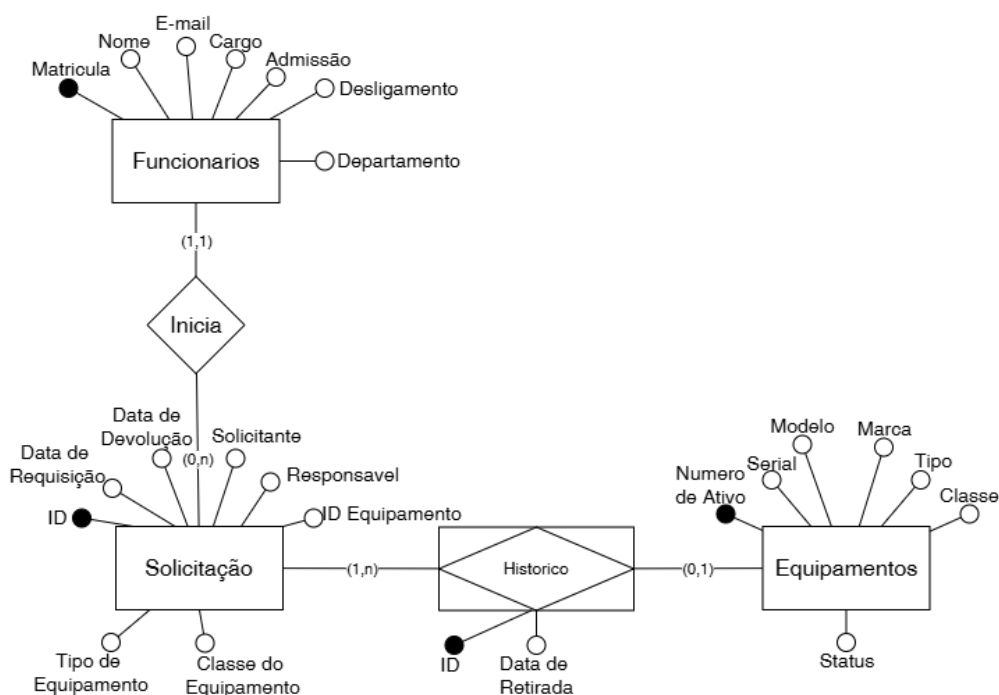 E-mail
Nome
Cargo
Matricula
Admissão
Desligamento
Funcionarios
Departamento
(1,1)
Inicia
Data de
Devolução
Solicitante
(0,n)
Data de
Requisição
Responsavel
ID
ID Equipamento
Solicitação
(1,n)
Historico
(0,1)
Modelo
Marca
Numero
de Ativo
Serial
Tipo
Classe
Equipamentos
Tipo de
Equipamento
Classe do
Equipamento
ID
Data de
Retirada
Status